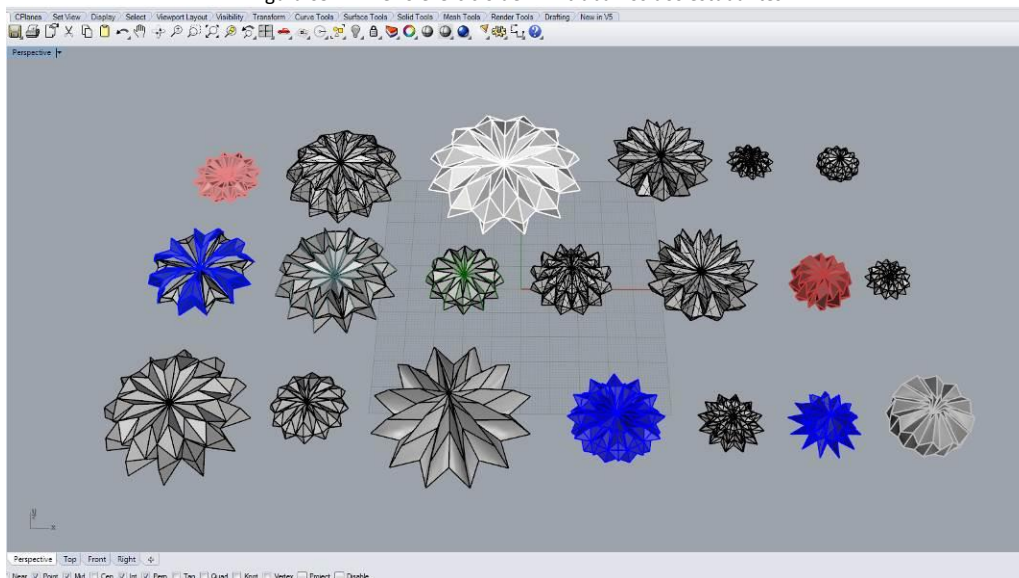 CPlanes Set View Display Select Viewport Layout Visibility Transform Curve Tools Surface Tools Solid Tools Mesh Tools Render Tools Drafting New in V5
Perspective
y
x
Perspective Top Front Right
Near Point Mid Cen Int Perp Tan Quad Knot Vertex Project Disable